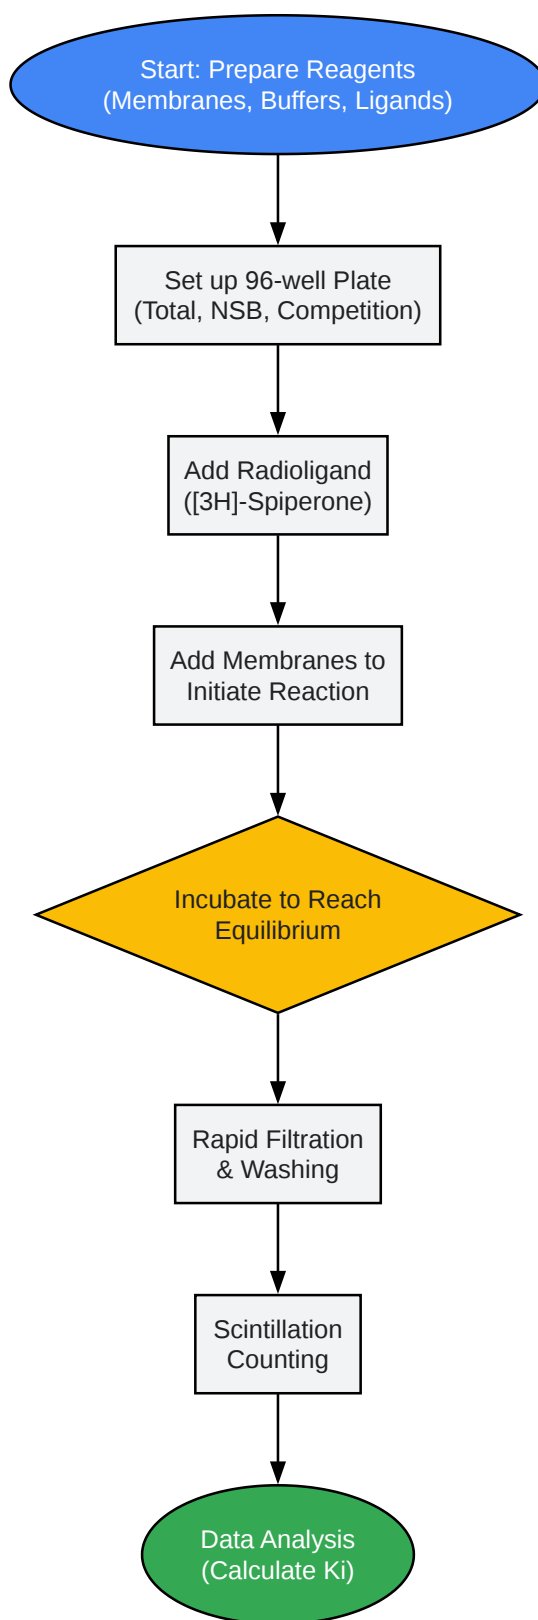 Start: Prepare Reagents
(Membranes, Buffers, Ligands)
Set up 96-well Plate
(Total, NSB, Competition)
Add Radioligand
([3H]-Spiperone)
Add Membranes to
Initiate Reaction
Incubate to Reach
Equilibrium
Rapid Filtration
& Washing
Scintillation
Counting
Data Analysis
(Calculate Ki)